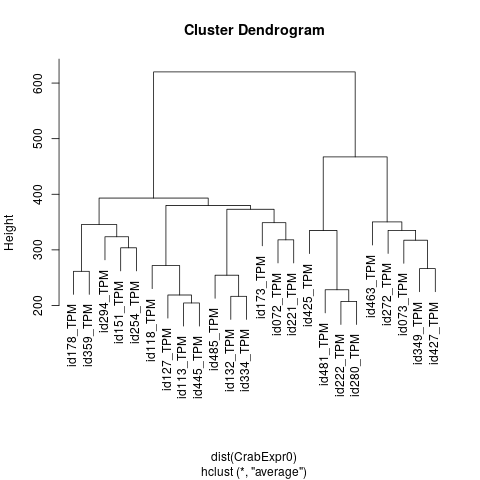 Cluster Dendrogram
Height
600
500
400
300
200
id178_TPM
id359_TPM
id294_TPM
id151_TPM
id254_TPM
id118_TPM
id127_TPM
id113_TPM
id445_TPM
id485_TPM
id132_TPM
id334_TPM
id173_TPM
id072_TPM
id221_TPM
id425_TPM
id481_TPM
id222_TPM
id280_TPM
id463_TPM
id272_TPM
id073_TPM
id349_TPM
id427_TPM
dist(CrabExpr0)
hclust (*, "average")